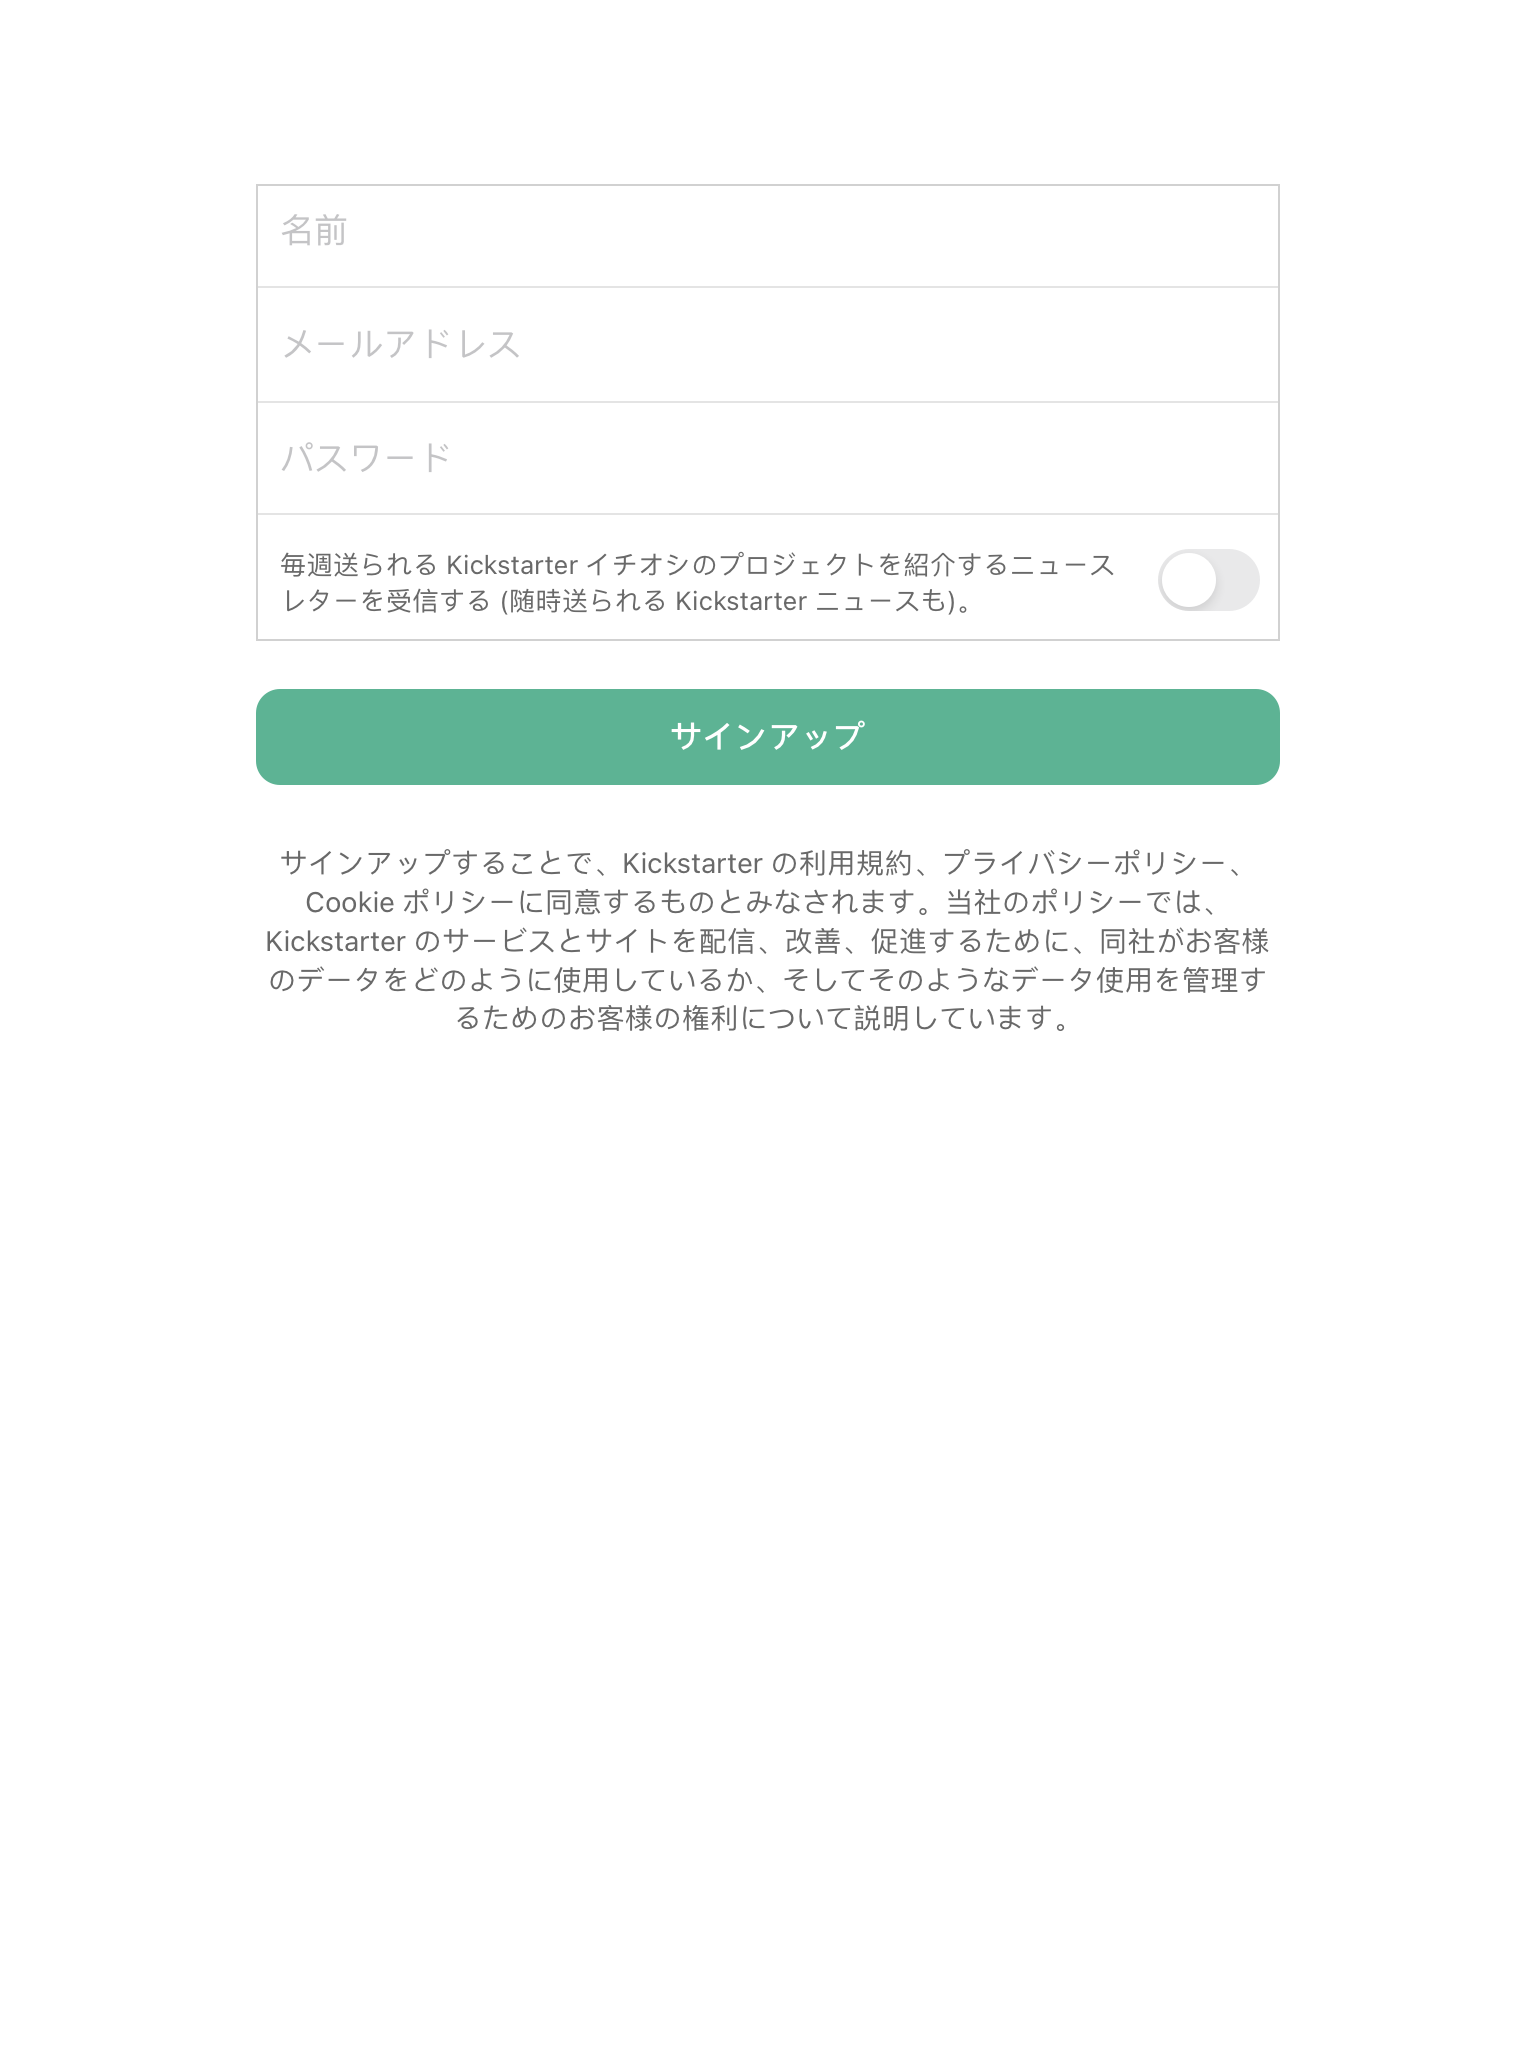 名前
メールアドレス
パスワード
毎週送られる Kickstarter イチオシのプロジェクトを紹介するニュース
レターを受信する (随時送られる Kickstarter ニュースも)。
サインアップ
サインアップすることで、Kickstarter の利用規約、プライバシーポリシー、
Cookie ポリシーに同意するものとみなされます。当社のポリシーでは、
Kickstarter のサービスとサイトを配信、改善、促進するために、同社がお客様
のデータをどのように使用しているか、そしてそのようなデータ使用を管理す
るためのお客様の権利について説明しています。